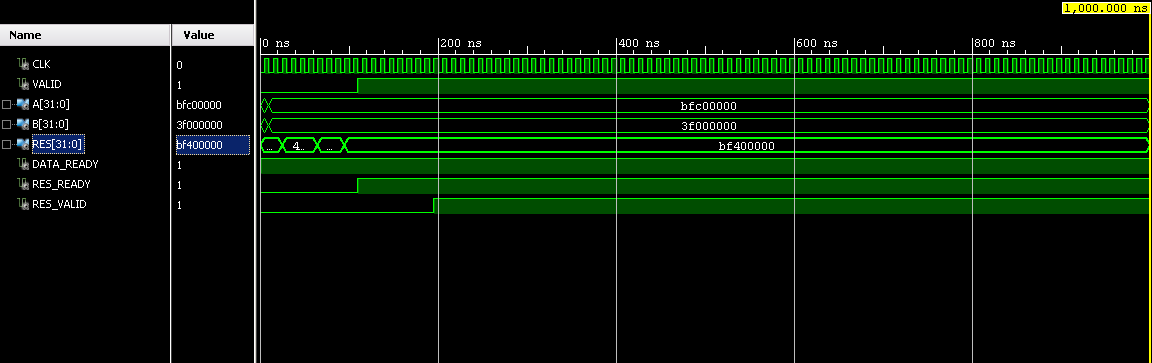 1,000.000 ns
Name Value
0 ns 200 ns 400 ns 600 ns 800 ns
CLK 0
VALID 1
A[31:0] bfc00000 bfc00000
B[31:0] 3f000000 3f000000
RES[31:0] bf400000 ... 4... ... bf400000
DATA_READY 1
RES_READY 1
RES_VALID 1